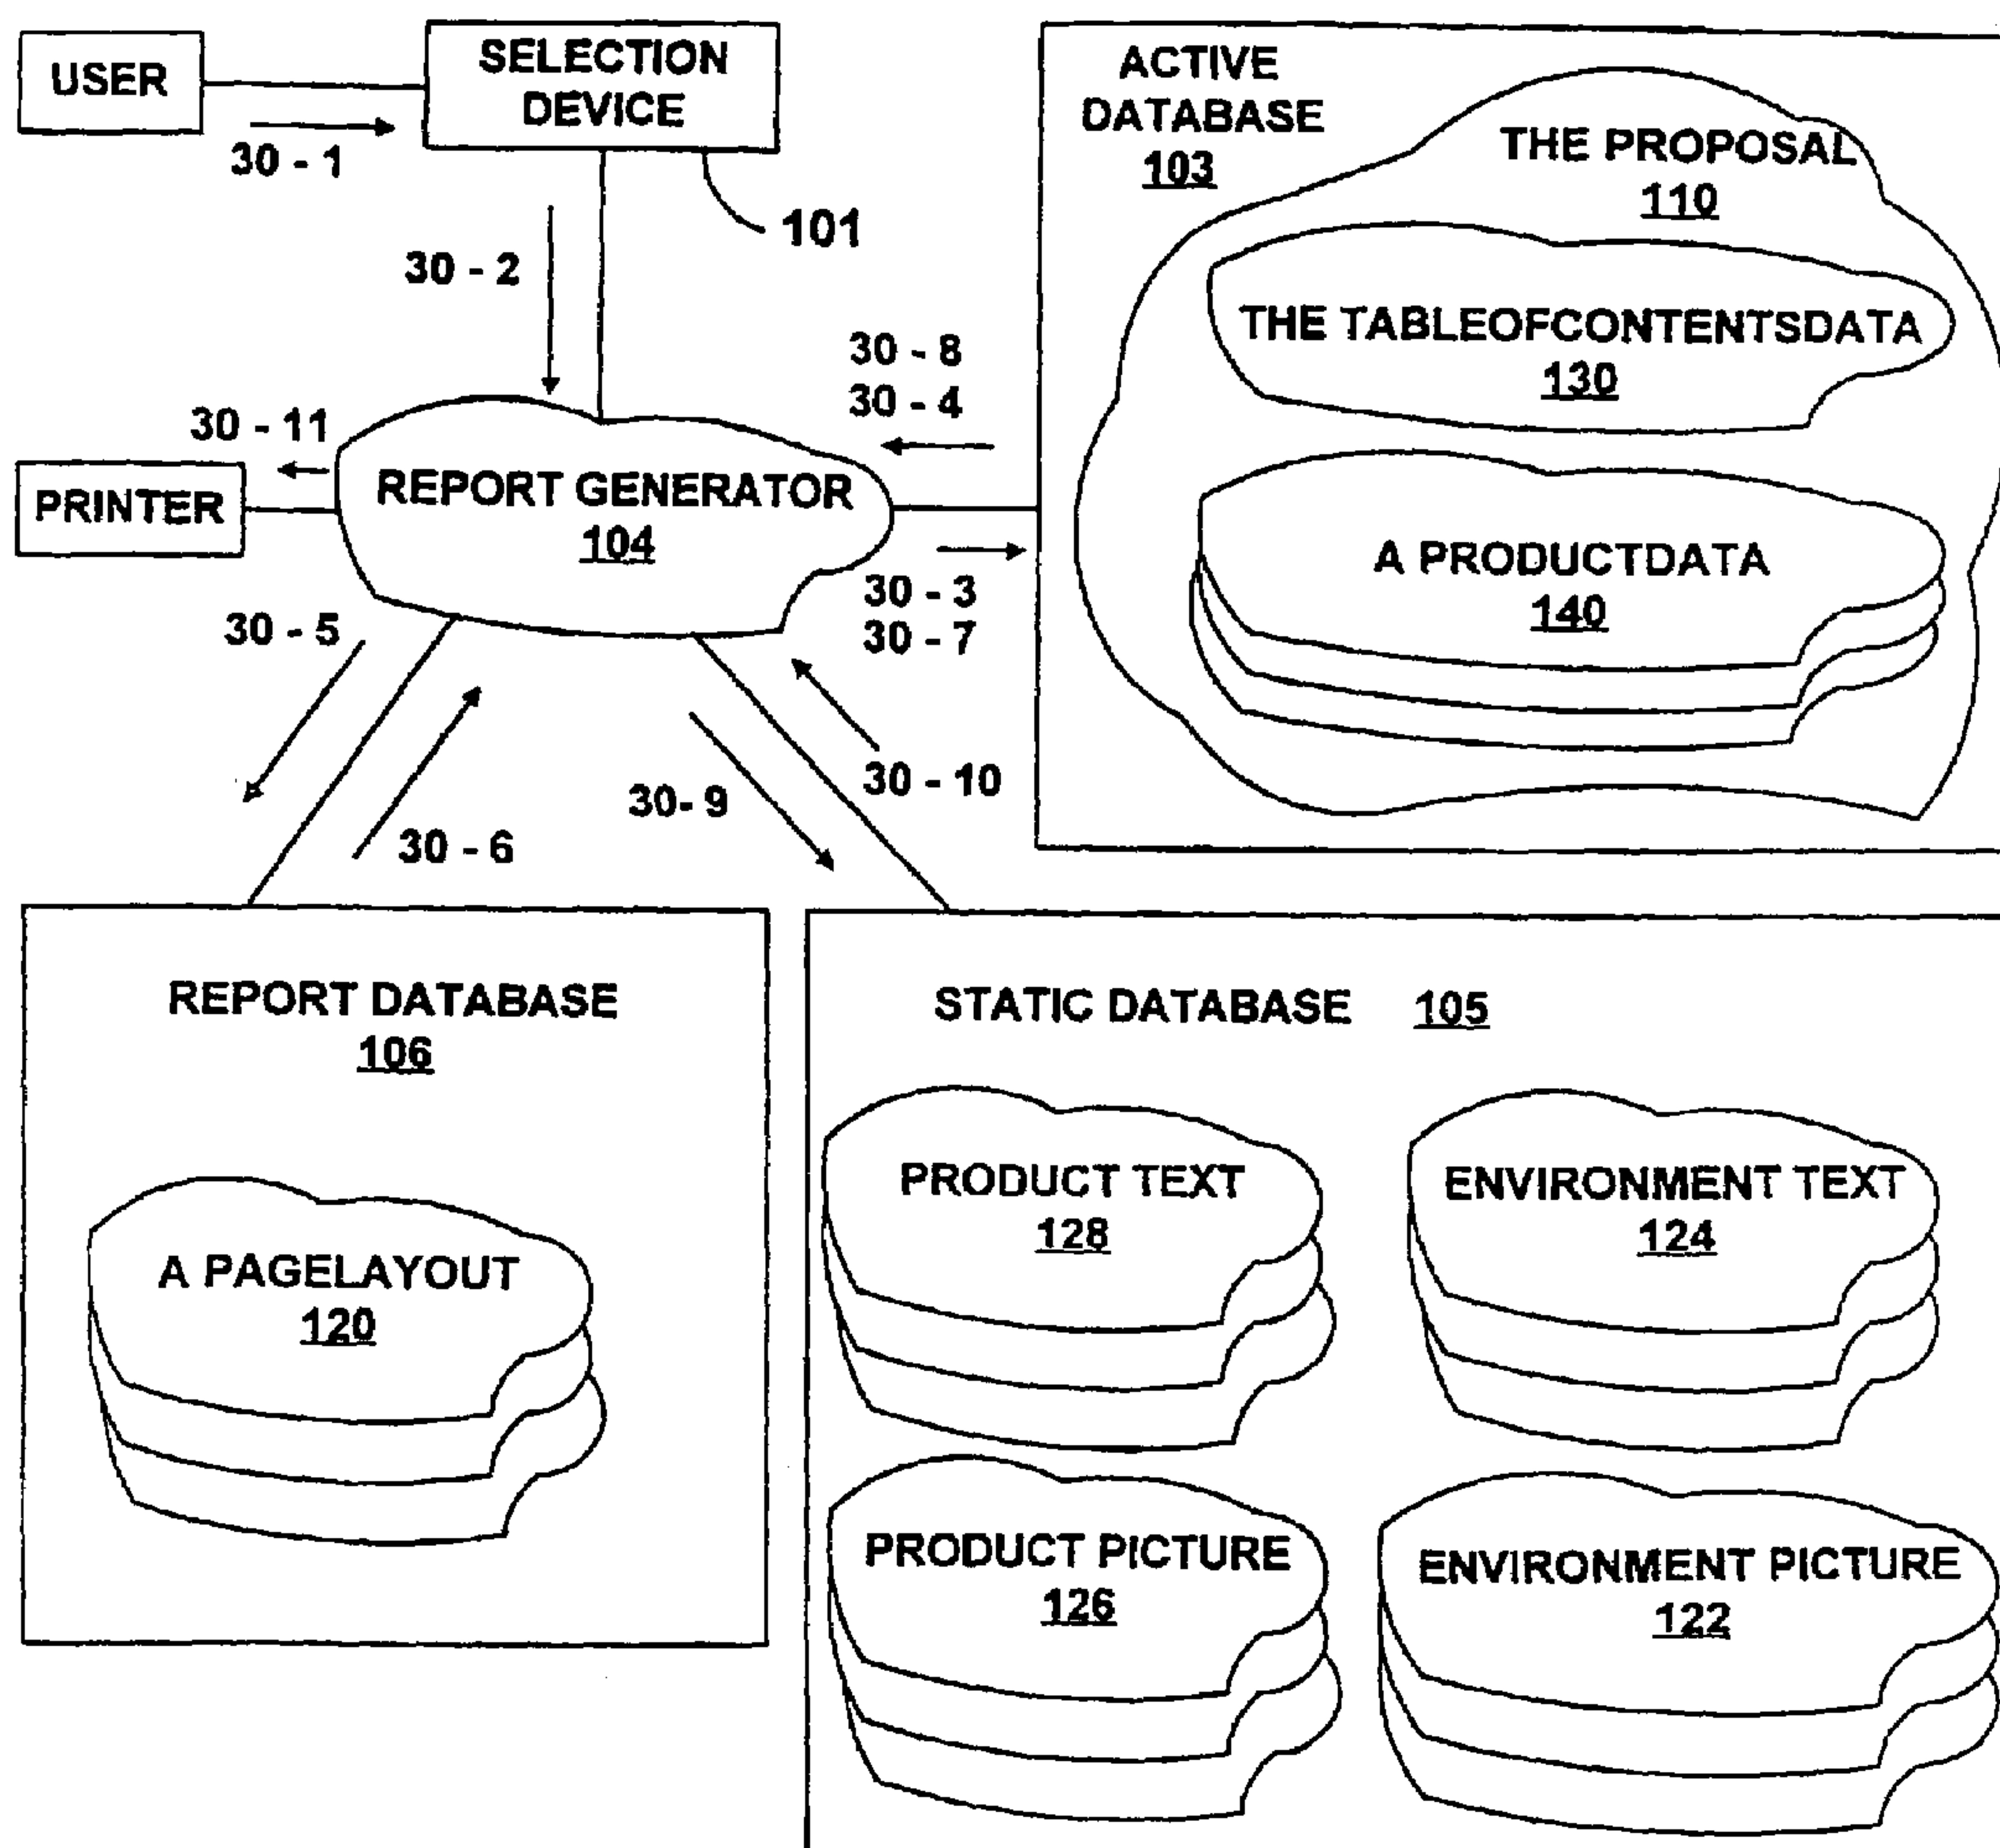 USER
SELECTION
DEVICE
30 - 1
101
30 - 2
ACTIVE
DATABASE
103
THE PROPOSAL
110
THE TABLEOFCONTENTSDATA
130
A PRODUCTDATA
140
30 - 8
30 - 4
30 - 11
PRINTER
REPORT GENERATOR
104
30 - 3
30 - 7
30 - 5
30 - 6
30- 9
30 - 10
REPORT DATABASE
106
A PAGELAYOUT
120
STATIC DATABASE 105
PRODUCT TEXT
128
ENVIRONMENT TEXT
124
PRODUCT PICTURE
126
ENVIRONMENT PICTURE
122